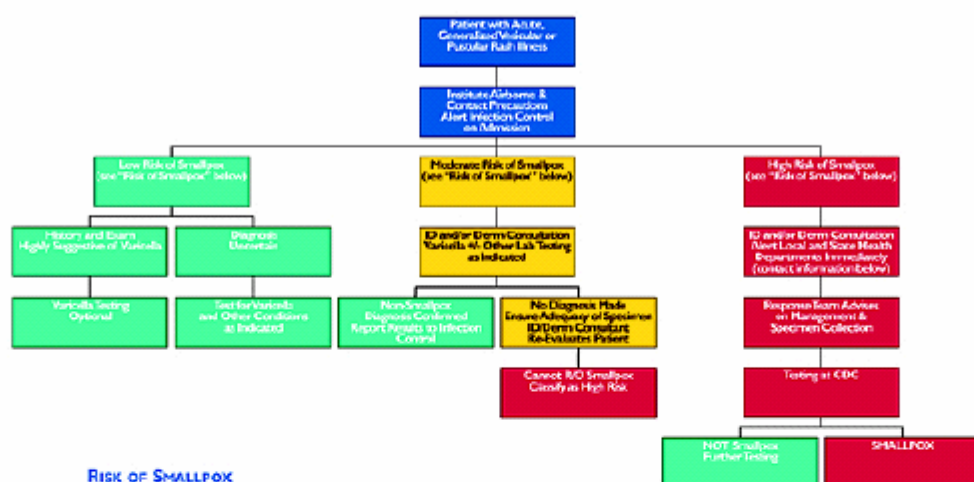 Patient with Acute,
Generalized Vesicular or
Pustular Rash Illness
Institute Airborne &
Contact Precautions
Alert Infection Control
on Admission
Low Risk of Smallpox
(see "Risk of Smallpox" below)
Moderate Risk of Smallpox
(see "Risk of Smallpox" below)
High Risk of Smallpox
(see "Risk of Smallpox" below)
History and Exam
Highly Suggestive of Varicella
Diagnosis
Uncertain
ID and/or Derm Consultation
Varicella +/- Other Lab Testing
as Indicated
ID and/or Derm Consultation
Alert Local and State Health
Departments Immediately
(contact information below)
Varicella Testing
Optional
Test for Varicella
and Other Conditions
as Indicated
Non-Smallpox
Diagnosis Confirmed
Report Results to Infection
Control
No Diagnosis Made
Ensure Adequacy of Specimen
ID/Derm Consultant
Re-Evaluates Patient
Response Team Advises
on Management &
Specimen Collection
Cannot R/O Smallpox
Classify as High Risk
Testing at CDC
NOT Smallpox
Further Testing
SMALLPOX
RISK OF SMALLPOX